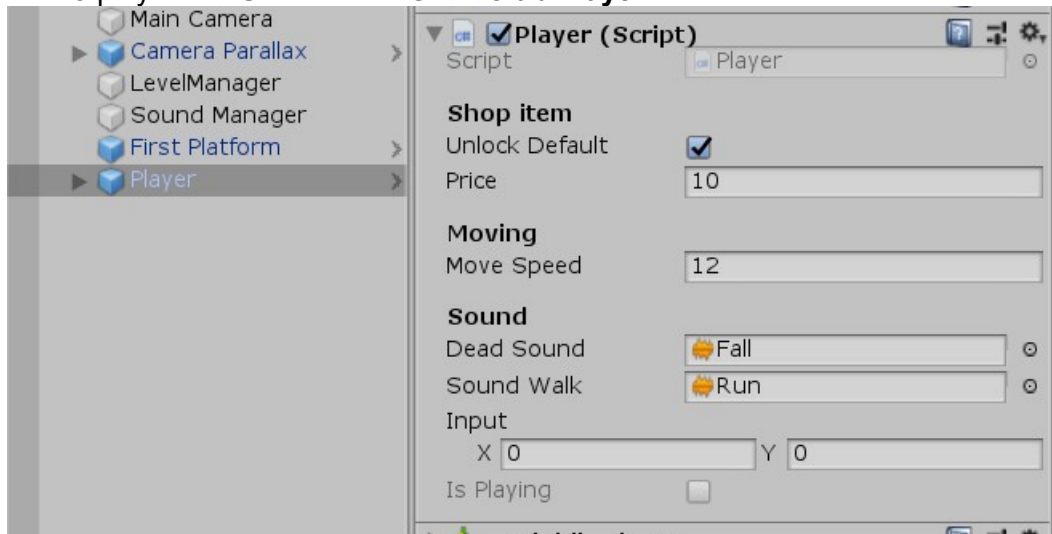 Main Camera
Camera Parallax
LevelManager
Sound Manager
First Platform
Player
Player (Script)
Script Player
Shop item
Unlock Default
Price 10
Moving
Move Speed 12
Sound
Dead Sound Fall
Sound Walk Run
Input
X 0 Y 0
Is Playing